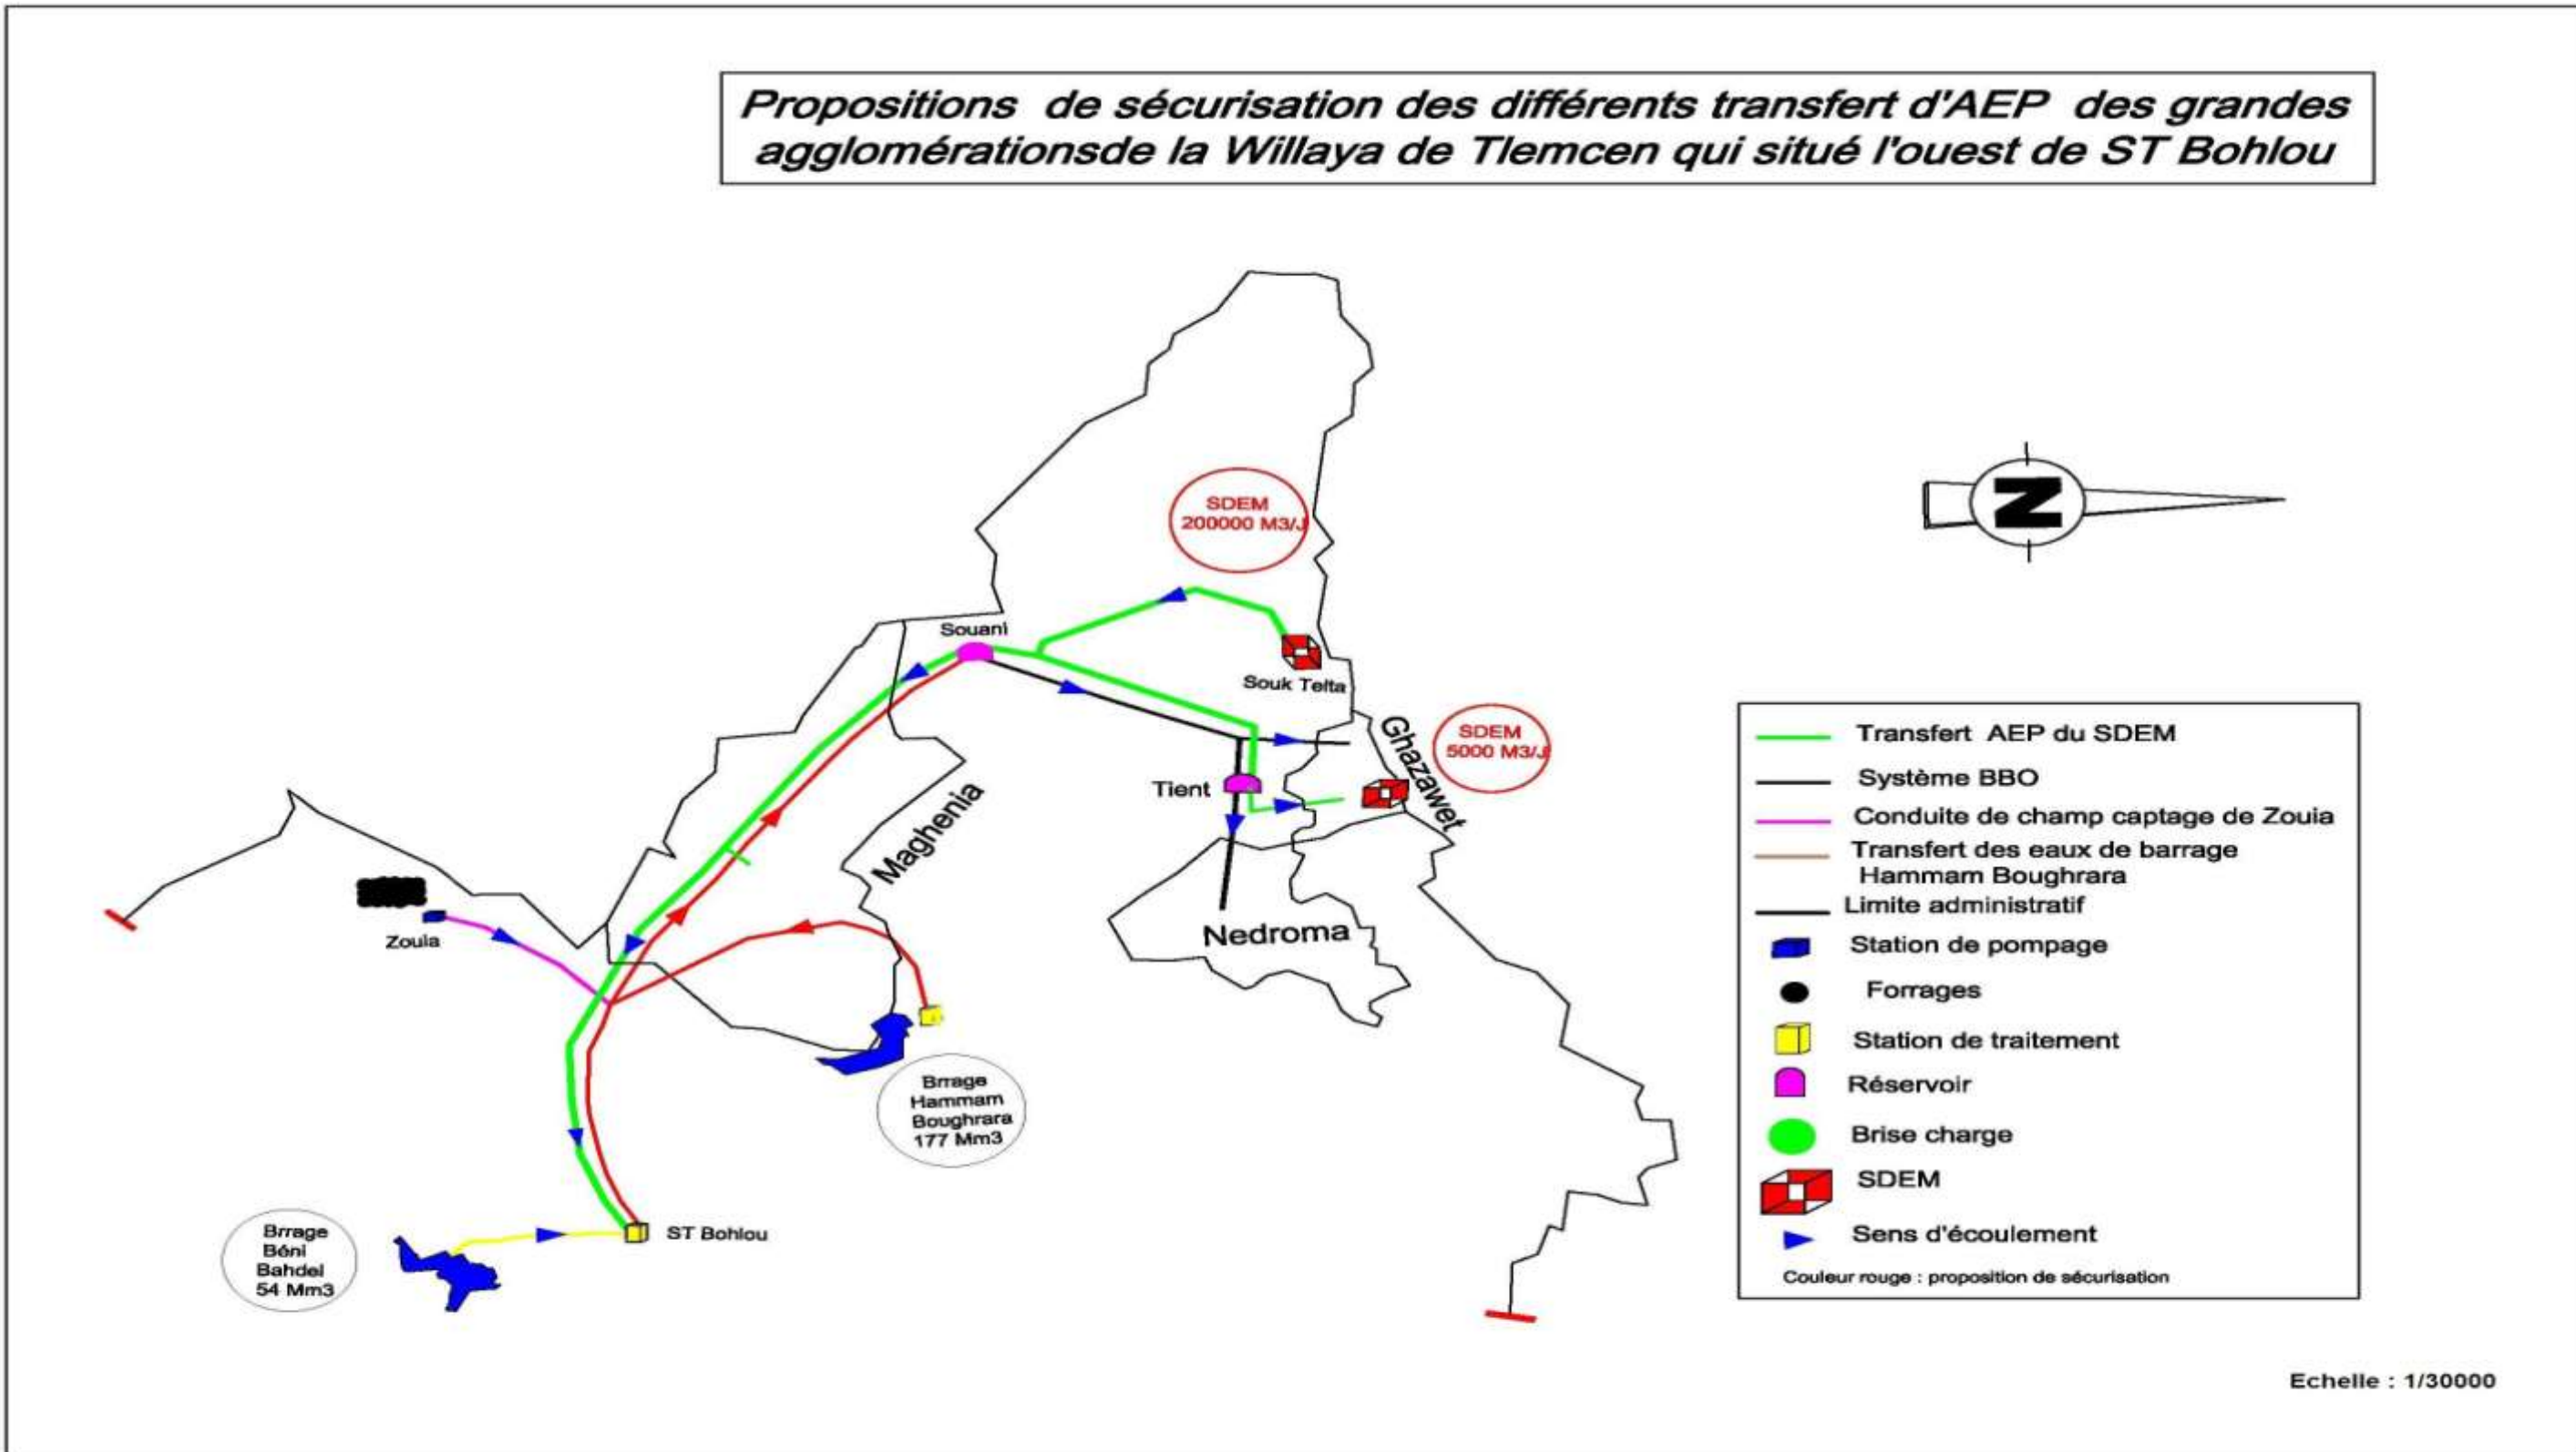 Propositions de sécurisation des différents transfert d'AEP des grandes
agglomérationsde la Willaya de Tlemcen qui situé l'ouest de ST Bohlou
SDEM
200000 M3/J
N
Souani
Souk Telta
SDEM
5000 M3/J
Ghazawet
Tient
Maghenia
Nedroma
Zouia
Brrage
Hammam
Boughrara
177 Mm3
Brrage
Béni
Bahdel
54 Mm3
ST Bohlou
Transfert AEP du SDEM
Système BBO
Conduite de champ captage de Zouia
Transfert des eaux de barrage
Hammam Boughrara
Limite administratif
Station de pompage
Forrages
Station de traitement
Réservoir
Brise charge
SDEM
Sens d'écoulement
Couleur rouge : proposition de sécurisation
Echelle : 1/30000